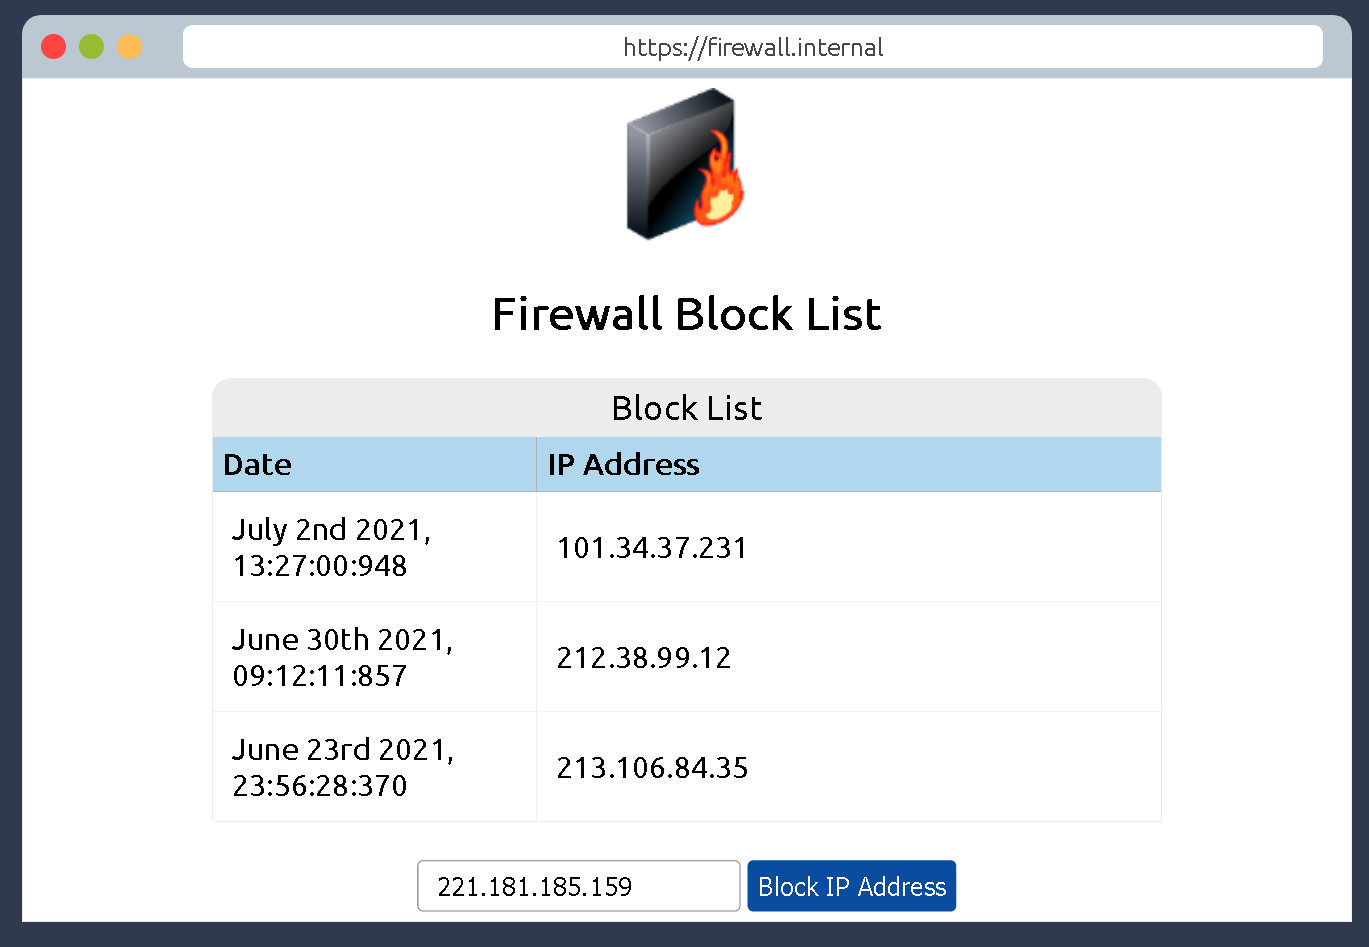 https://firewall.internal
Firewall Block List
Block List
Date IP Address
July 2nd 2021,
13:27:00:948
101.34.37.231
June 30th 2021,
09:12:11:857
212.38.99.12
June 23rd 2021,
23:56:28:370
213.106.84.35
221.181.185.159 Block IP Address